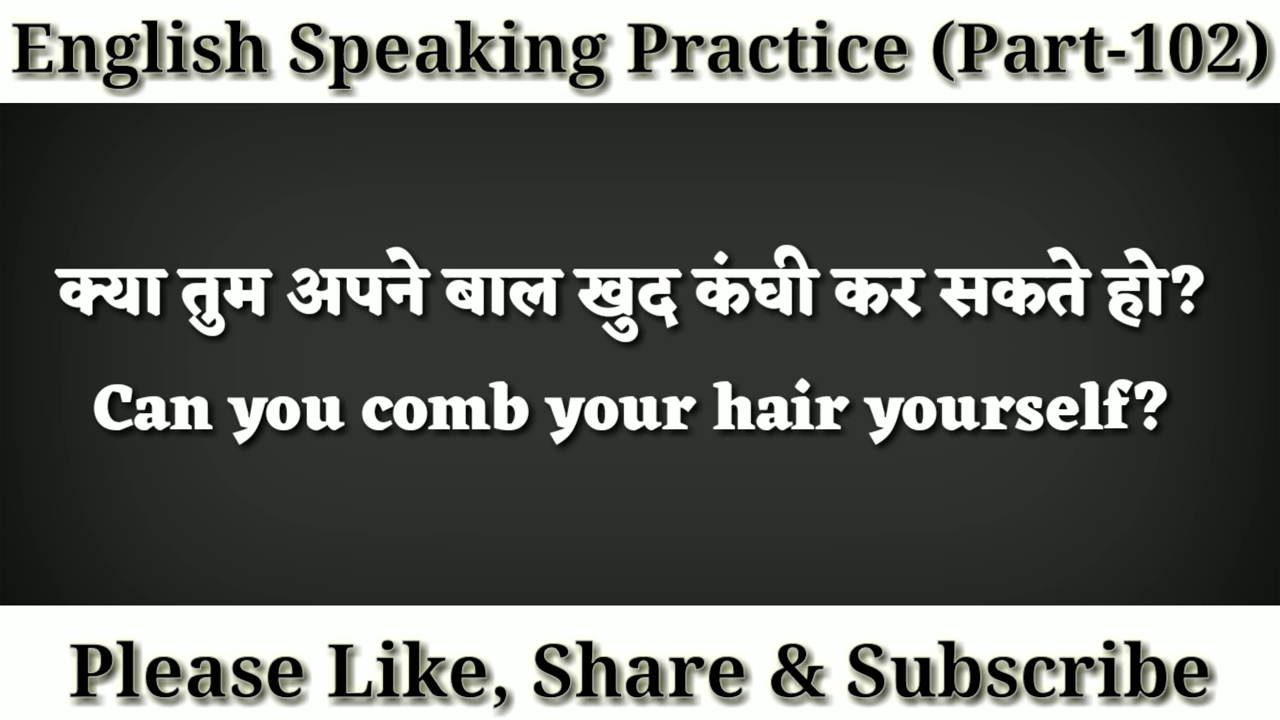 English Speaking Practice (Part-102)
क्या तुम अपने बाल खुद कंघी कर सकते हो?
Can you comb your hair yourself?
Please Like, Share & Subscribe